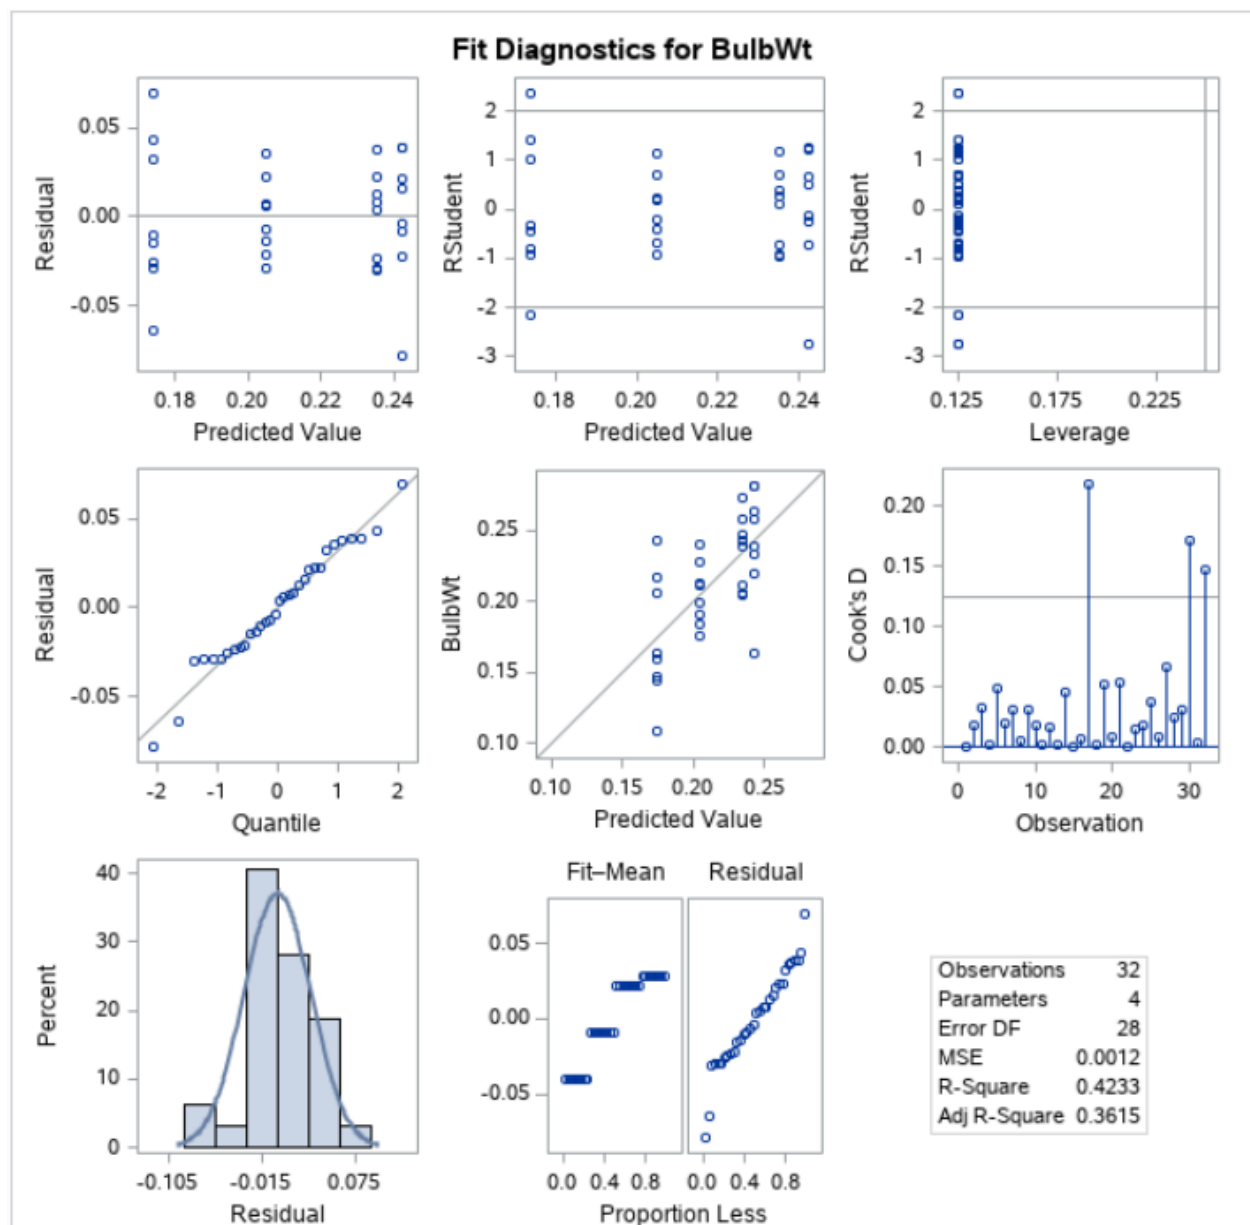 Fit Diagnostics for BulbWt
0.05
0.00
-0.05
Residual
0.18 0.20 0.22 0.24
Predicted Value
2
1
0
-1
-2
-3
RStudent
0.18 0.20 0.22 0.24
Predicted Value
2
1
0
-1
-2
-3
RStudent
0.125 0.175 0.225
Leverage
0.05
0.00
-0.05
Residual
-2 -1 0 1 2
Quantile
0.25
0.20
0.15
0.10
BulbWt
0.10 0.15 0.20 0.25
Predicted Value
0.20
0.15
0.10
0.05
0.00
Cook's D
0 10 20 30
Observation
40
30
20
10
0
Percent
-0.105 -0.015 0.075
Residual
Fit–Mean Residual
0.05
0.00
-0.05
0.0 0.4 0.8 0.0 0.4 0.8
Proportion Less
Observations 32
Parameters 4
Error DF 28
MSE 0.0012
R-Square 0.4233
Adj R-Square 0.3615